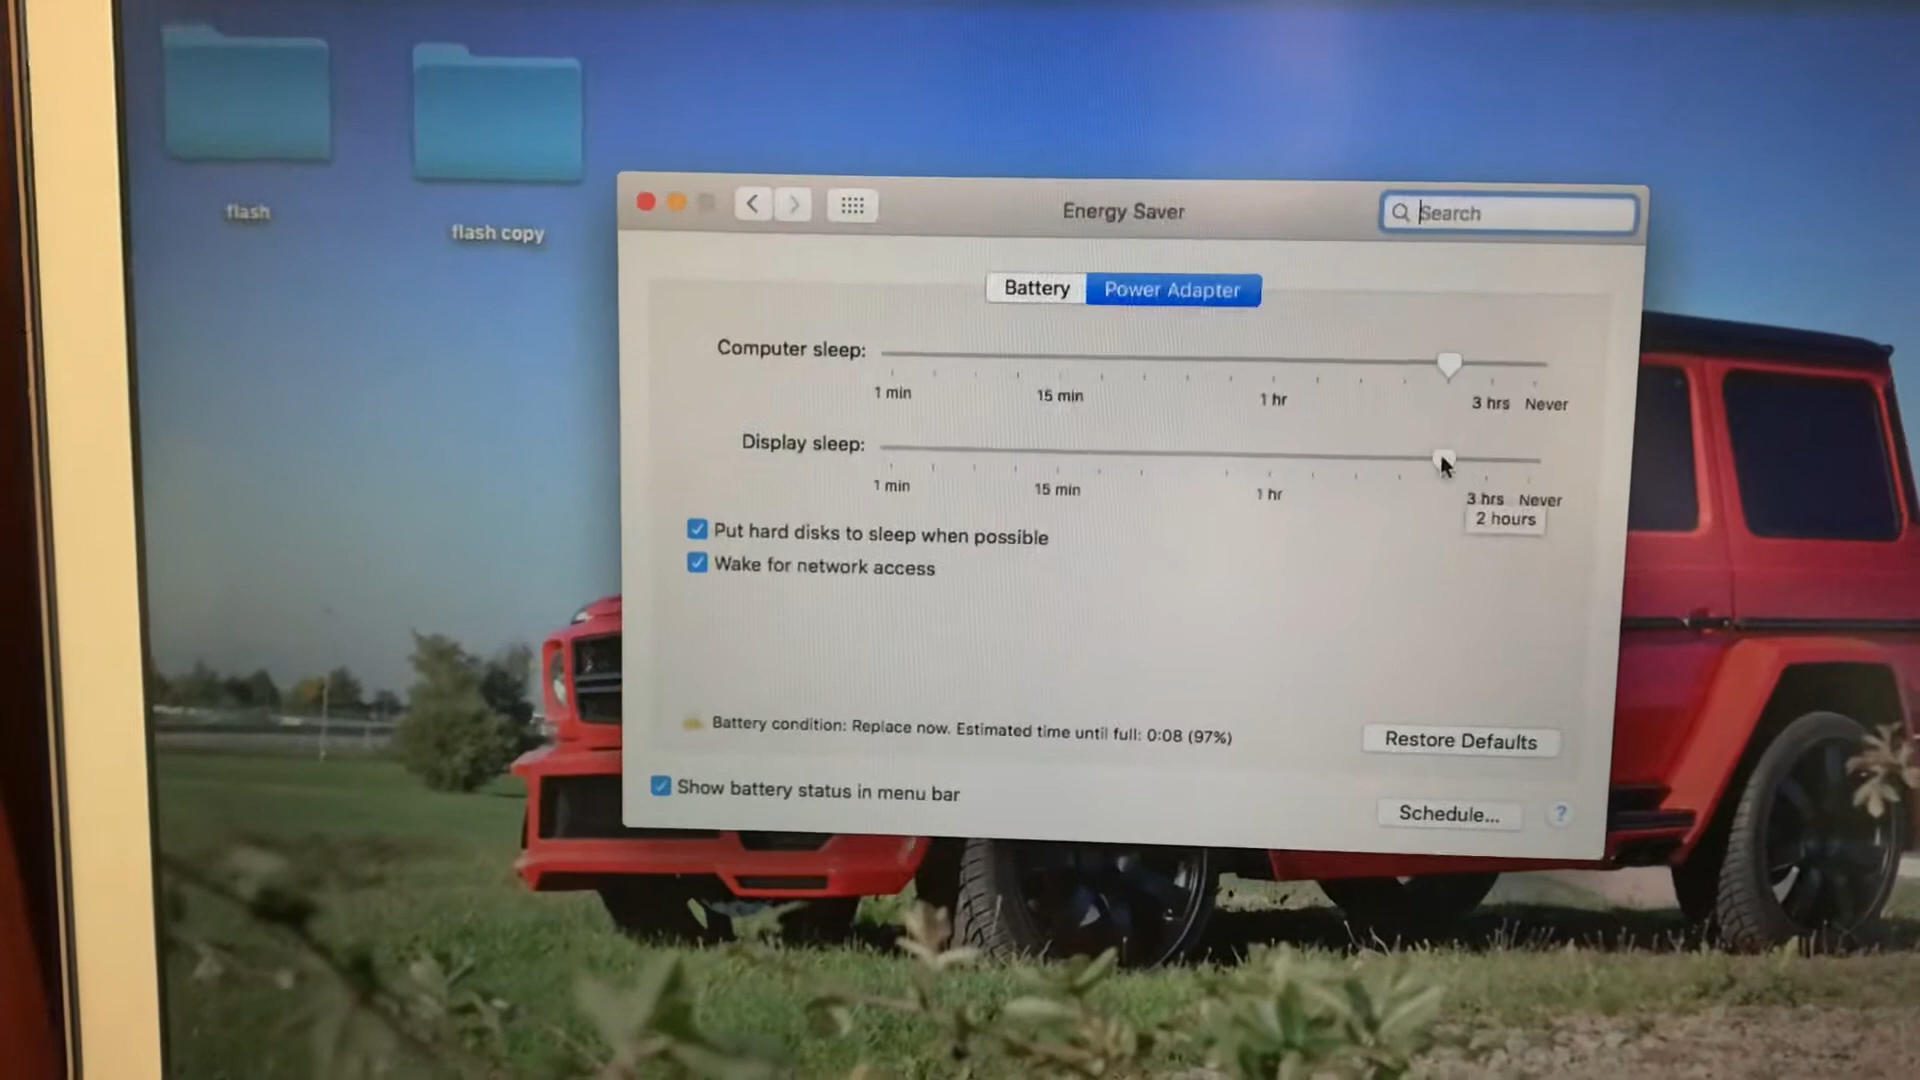 flash
flash copy
Energy Saver
Search
Battery
Power Adapter
Computer sleep:
1 min
15 min
1 hr
3 hrs
Never
Display sleep:
1 min
15 min
1 hr
3 hrs
Never
2 hours
Put hard disks to sleep when possible
Wake for network access
Battery condition: Replace now. Estimated time until full: 0:08 (97%)
Restore Defaults
Show battery status in menu bar
Schedule...
?